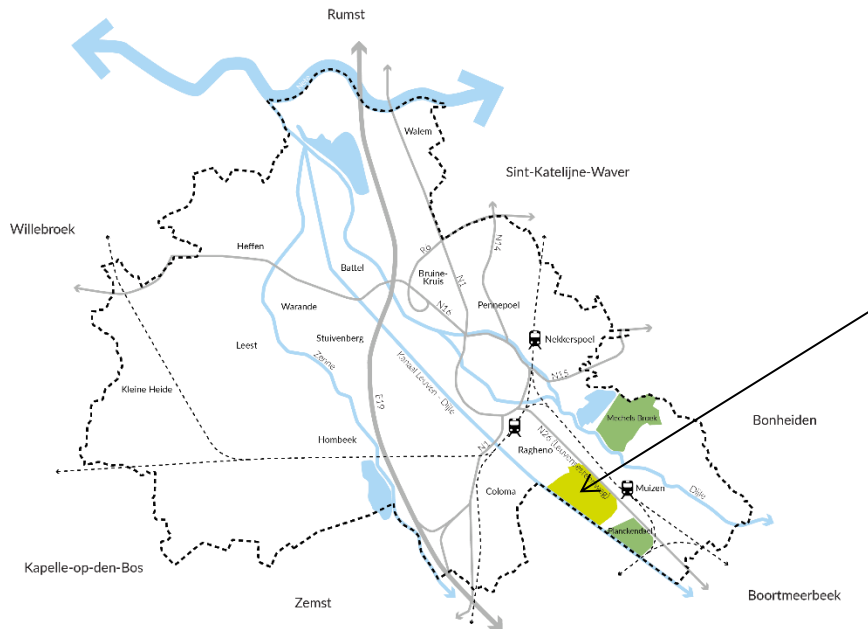 Rumst
Walem
Sint-Katelijne-Waver
Willebroek
Heffen
Battel
R6
Bruine-
Kruis
N1
N14
Pennepoel
N16
Warande
Stuivenberg
Leest
Zenne
Kanaal Leuven - Dijle
Nekkerspoel
N15
Kleine Heide
E19
Mechels Broek
Bonheiden
Hombeek
N1
Ragheno
N26 (Leuvensesteenweg)
Coloma
Muizen
Dijle
Planckendael
Kapelle-op-den-Bos
Zemst
Boortmeerbeek